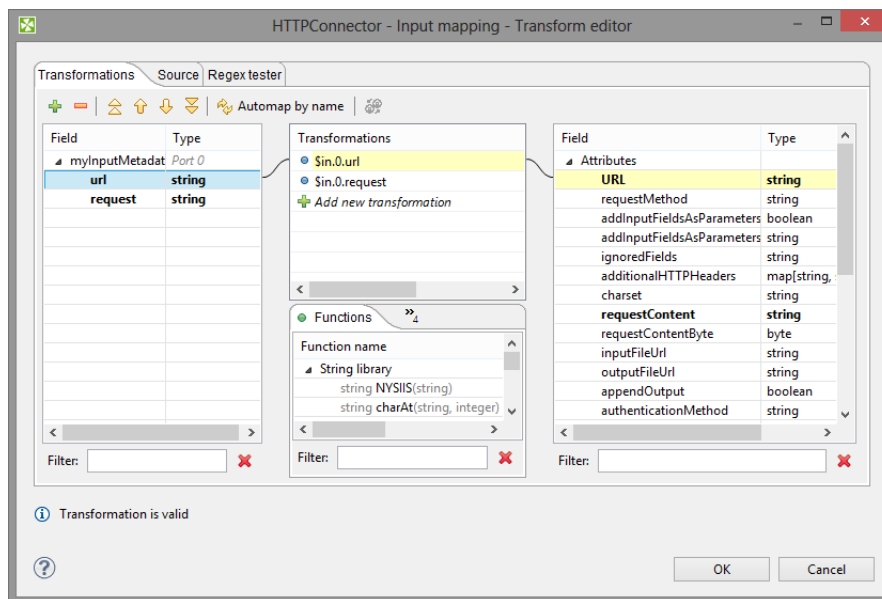 HTTPConnector - Input mapping - Transform editor
Transformations Source Regex tester
Automap by name
Field Type
myInputMetadat Port 0
url string
request string
Filter:
Transformations
$in.0.url
$in.0.request
Add new transformation
Functions »4
Function name
String library
string NYSIIS(string)
string charAt(string, integer)
Filter:
Field Type
Attributes
URL string
requestMethod string
addInputFieldsAsParameters boolean
addInputFieldsAsParameters string
ignoredFields string
additionalHTTPHeaders map[string,
charset string
requestContent string
requestContentByte byte
inputFileUrl string
outputFileUrl string
appendOutput boolean
authenticationMethod string
Filter:
Transformation is valid
OK Cancel